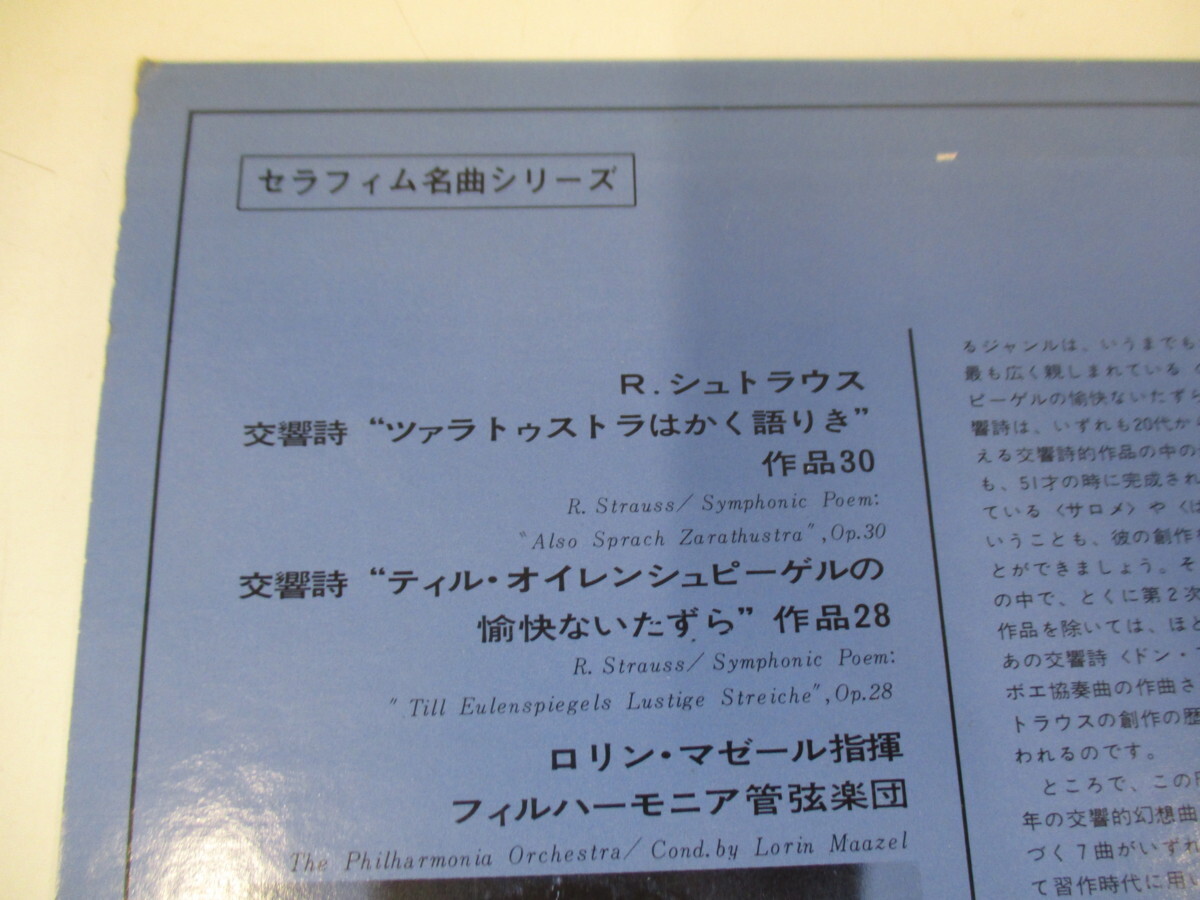 セラフィム名曲シリーズ
R.シュトラウス
交響詩 “ツァラトゥストラはかく語りき”
作品30
R. Strauss/ Symphonic Poem:
"Also Sprach Zarathustra",Op.30
交響詩 “ティル・オイレンシュピーゲルの
愉快ないたずら” 作品28
R. Strauss/ Symphonic Poem:
"Till Eulenspiegels Lustige Streiche",Op.28
ロリン・マゼール指揮
フィルハーモニア管弦楽団
The Philharmonia Orchestra/ Cond.by Lorin Maazel
るジャンルは、いうまでも
最も広く親しまれている
ピーゲルの愉快ないたずら
響詩は、いずれも20代か
える交響詩的作品の中の
も、51才の時に完成され
ている〈サロメ〉や〈
いうことも、彼の創作
とができましょう。そ
の中で、とくに第2次
作品を除いては、ほと
あの交響詩〈ドン・
ボエ協奏曲の作曲さ
トラウスの創作の歴
われるのです。
ところで、この
年の交響的幻想曲
づく7曲がいずれ
て習作時代に用い